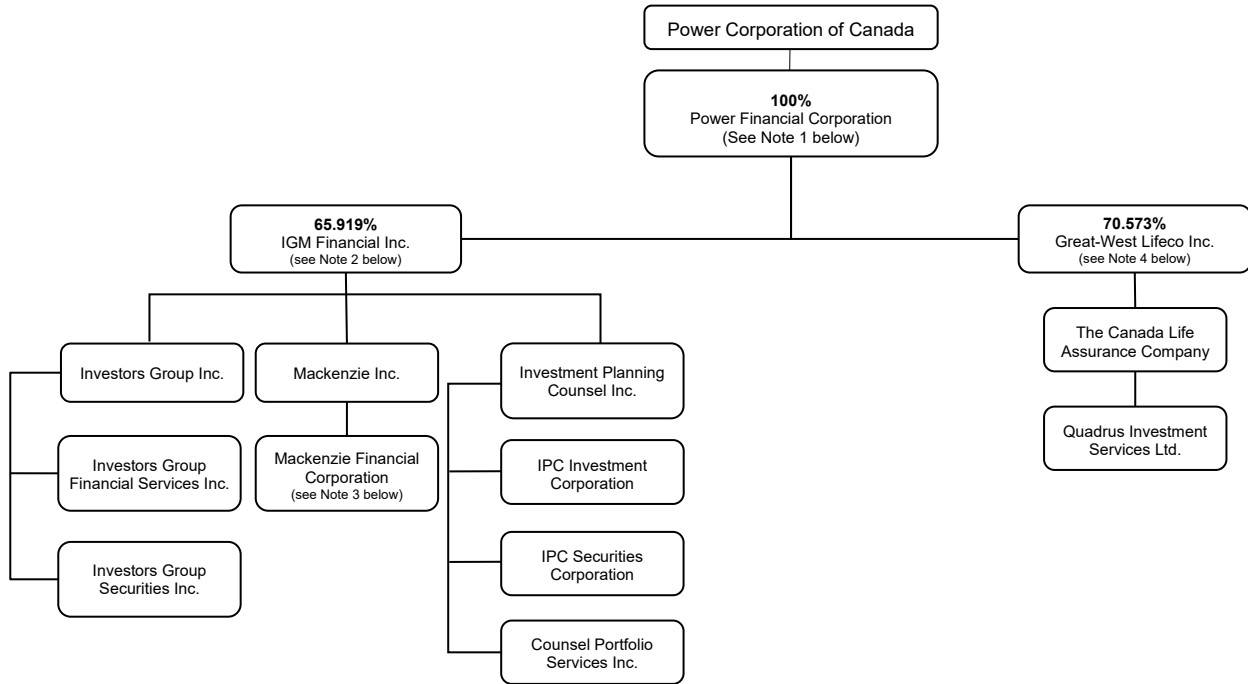 Power Corporation of Canada
100%
Power Financial Corporation
(See Note 1 below)
65.919%
IGM Financial Inc.
(see Note 2 below)
70.573%
Great-West Lifeco Inc.
(see Note 4 below)
Investors Group Inc.
Mackenzie Inc.
Investment Planning
Counsel Inc.
The Canada Life
Assurance Company
Investors Group
Financial Services Inc.
Mackenzie Financial
Corporation
(see Note 3 below)
IPC Investment
Corporation
Quadrus Investment
Services Ltd.
Investors Group
Securities Inc.
IPC Securities
Corporation
Counsel Portfolio
Services Inc.